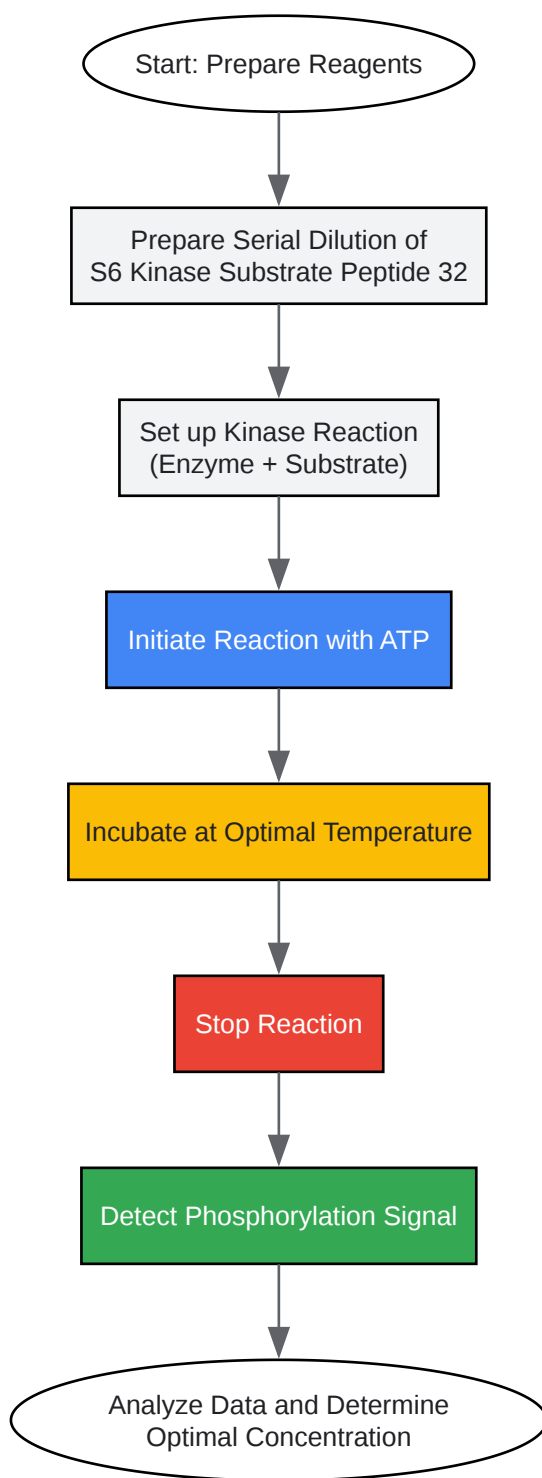 Start: Prepare Reagents
Prepare Serial Dilution of
S6 Kinase Substrate Peptide 32
Set up Kinase Reaction
(Enzyme + Substrate)
Initiate Reaction with ATP
Incubate at Optimal Temperature
Stop Reaction
Detect Phosphorylation Signal
Analyze Data and Determine
Optimal Concentration